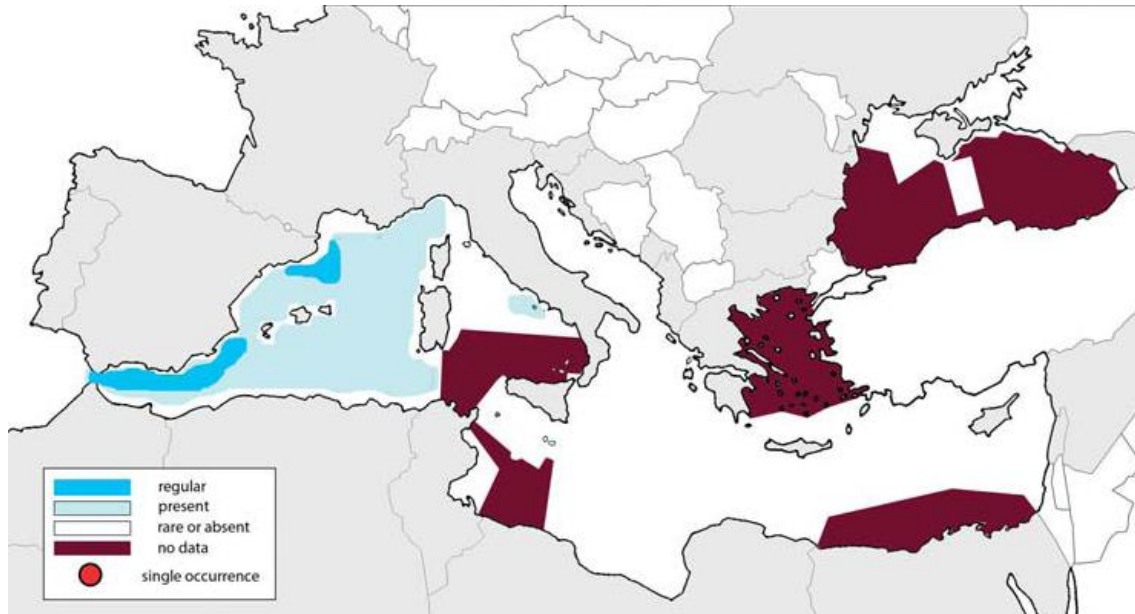 regular
present
rare or absent
no data
single occurrence